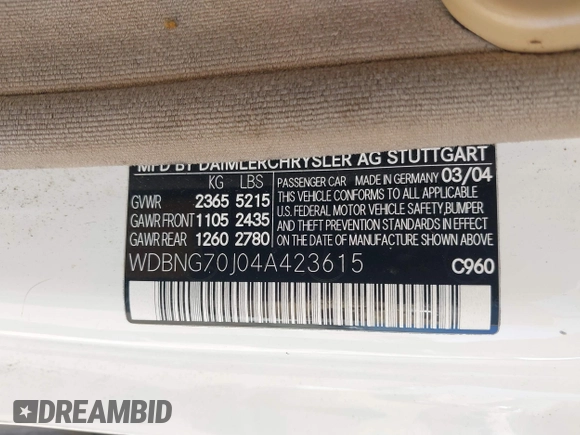 MFD BY DAIMLERCHRYSLER AG STUTTGART
KG LBS
GVWR 2365 5215
GAWR FRONT 1105 2435
GAWR REAR 1260 2780
PASSENGER CAR MADE IN GERMANY 03/04
THIS VEHICLE CONFORMS TO ALL APPLICABLE
U.S. FEDERAL MOTOR VEHICLE SAFETY,BUMPER
AND THEFT PREVENTION STANDARDS IN EFFECT
ON THE DATE OF MANUFACTURE SHOWN ABOVE
WDBNG70J04A423615 C960
DREAMBID